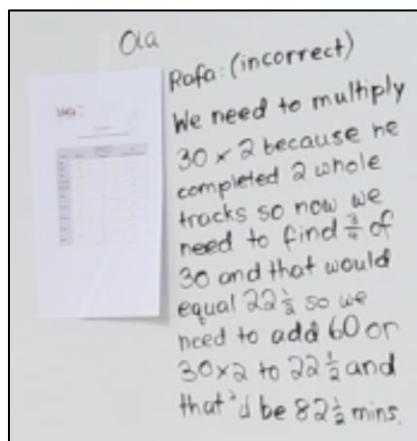 Ola
Rafa: (incorrect)
We need to multiply
30 x 2 because he
completed 2 whole
tracks so now we
need to find 3/4 of
30 and that would
equal 22 1/2 so we
need to add 60 or
30x2 to 22 1/2 and
that'd be 82 1/2 mins.